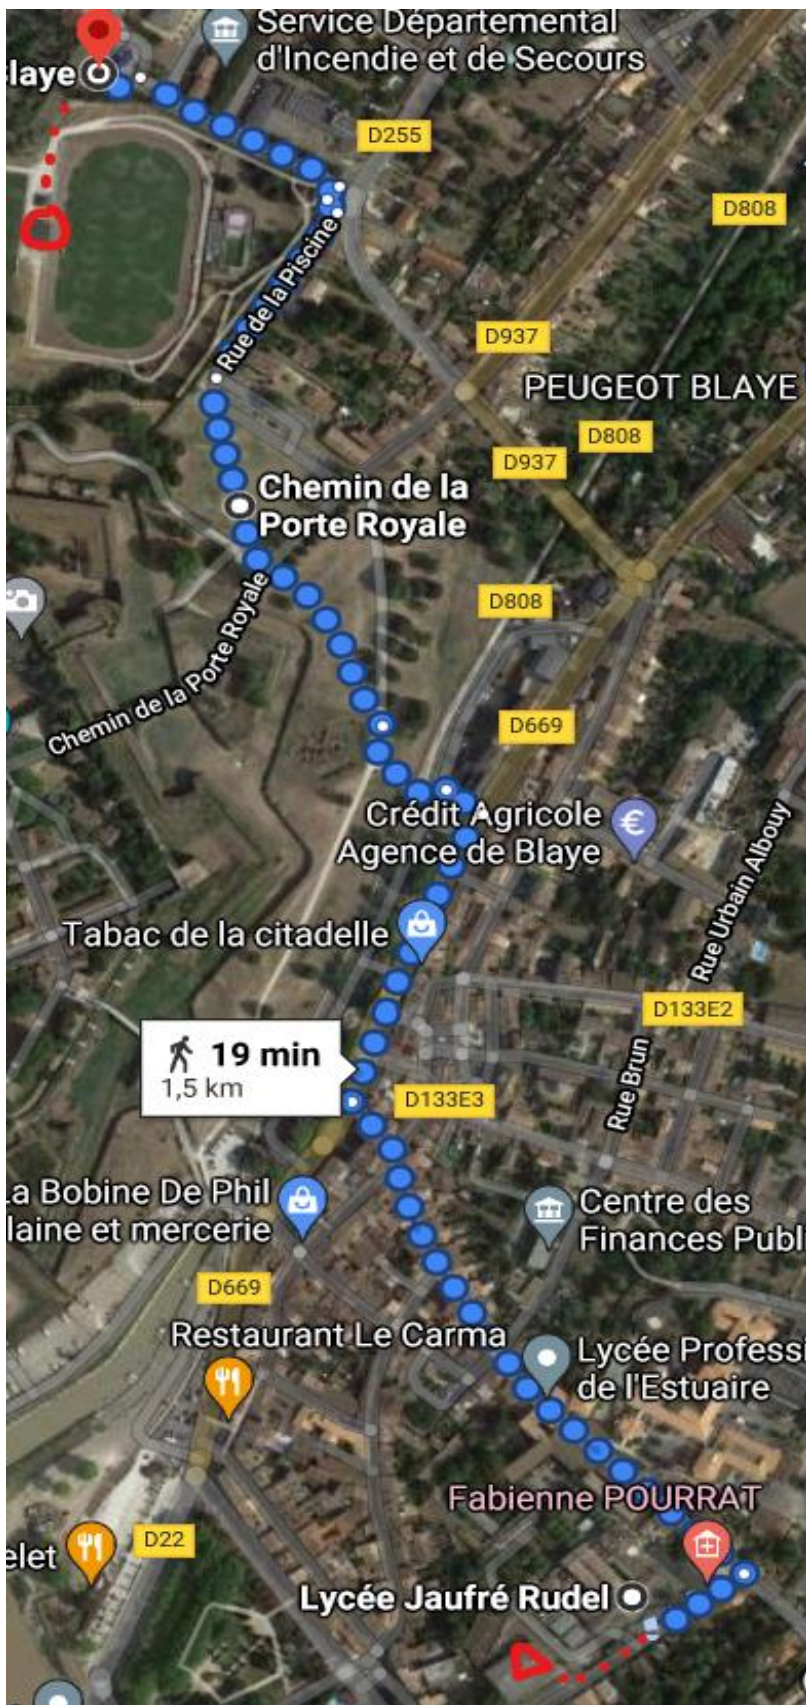 Service Départemental
d'Incendie et de Secours
laye
D255
D808
Rue de la Piscine
D937
PEUGEOT BLAYE
D808
D937
Chemin de la
Porte Royale
D808
Chemin de la Porte Royale
D669
Crédit Agricole
Agence de Blaye
Rue Urbain Albouy
Tabac de la citadelle
D133E2
19 min
1,5 km
Rue Brun
D133E3
La Bobine De Phil
laine et mercerie
Centre des
Finances Publ
D669
Restaurant Le Carma
Lycée Professi
de l'Estuaire
Fabienne POURRAT
elet
D22
Lycée Jaufré Rudel